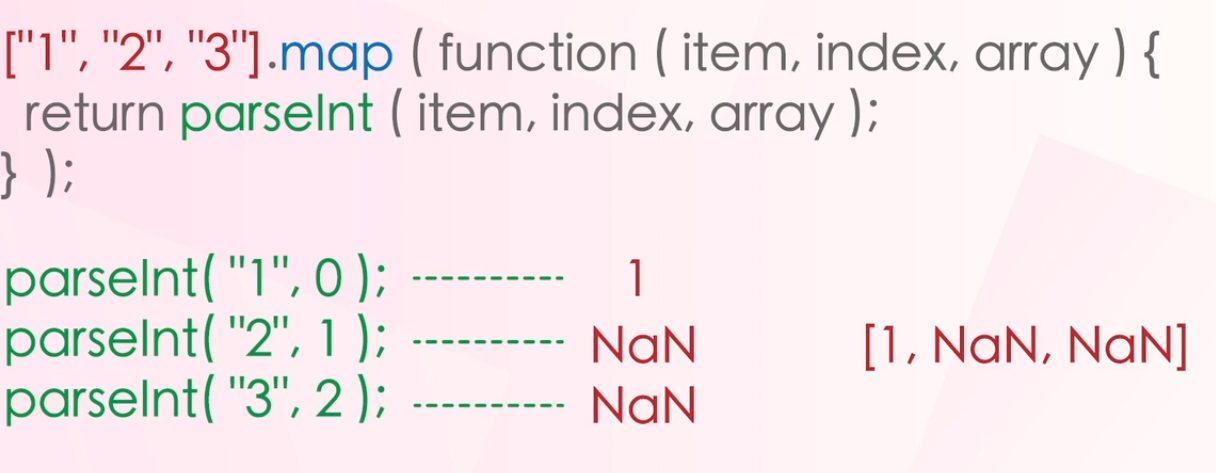 ["1", "2", "3"].map ( function ( item, index, array ) {
return parseInt ( item, index, array );
} );
parseInt( "1", 0 ); ---------- 1
parseInt( "2", 1 ); ---------- NaN [1, NaN, NaN]
parseInt( "3", 2 ); ---------- NaN